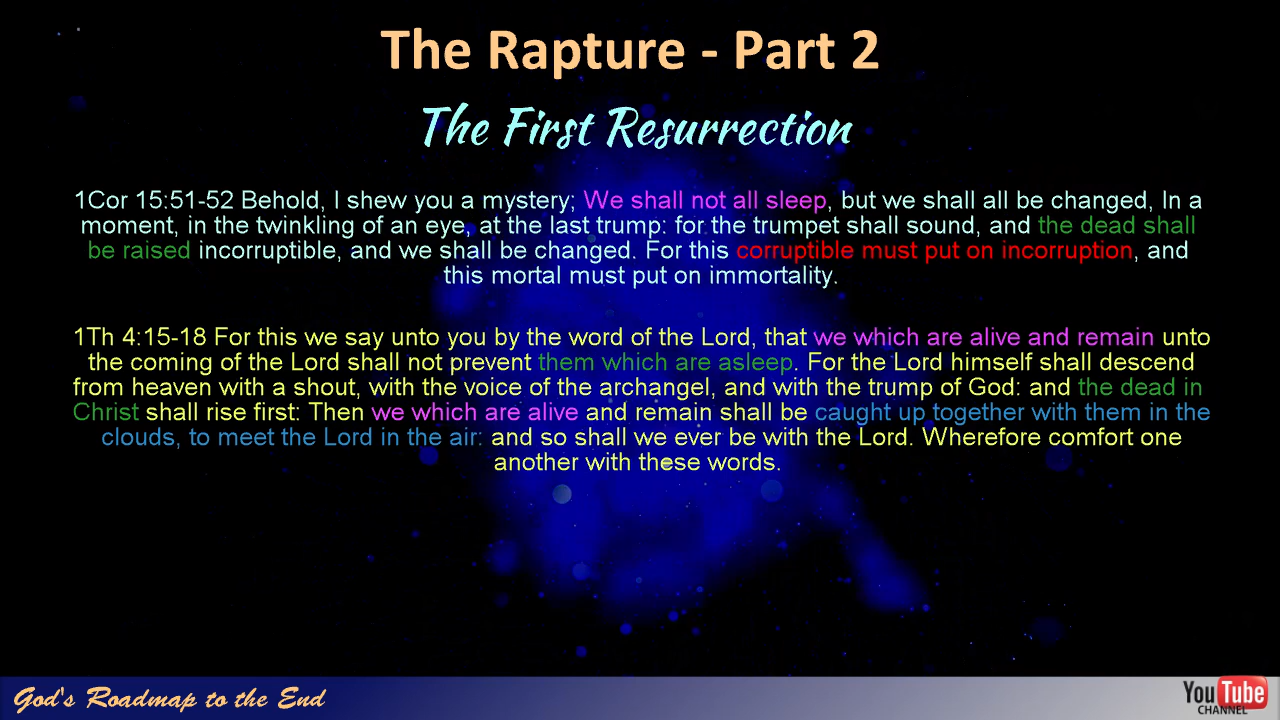 The Rapture - Part 2
The First Resurrection
1Cor 15:51-52 Behold, I shew you a mystery; We shall not all sleep, but we shall all be changed, In a
moment, in the twinkling of an eye, at the last trump: for the trumpet shall sound, and the dead shall
be raised incorruptible, and we shall be changed. For this corruptible must put on incorruption, and
this mortal must put on immortality.
1Th 4:15-18 For this we say unto you by the word of the Lord, that we which are alive and remain unto
the coming of the Lord shall not prevent them which are asleep. For the Lord himself shall descend
from heaven with a shout, with the voice of the archangel, and with the trump of God: and the dead in
Christ shall rise first: Then we which are alive and remain shall be caught up together with them in the
clouds, to meet the Lord in the air: and so shall we ever be with the Lord. Wherefore comfort one
another with these words.
God's Roadmap to the End
YouTube
CHANNEL